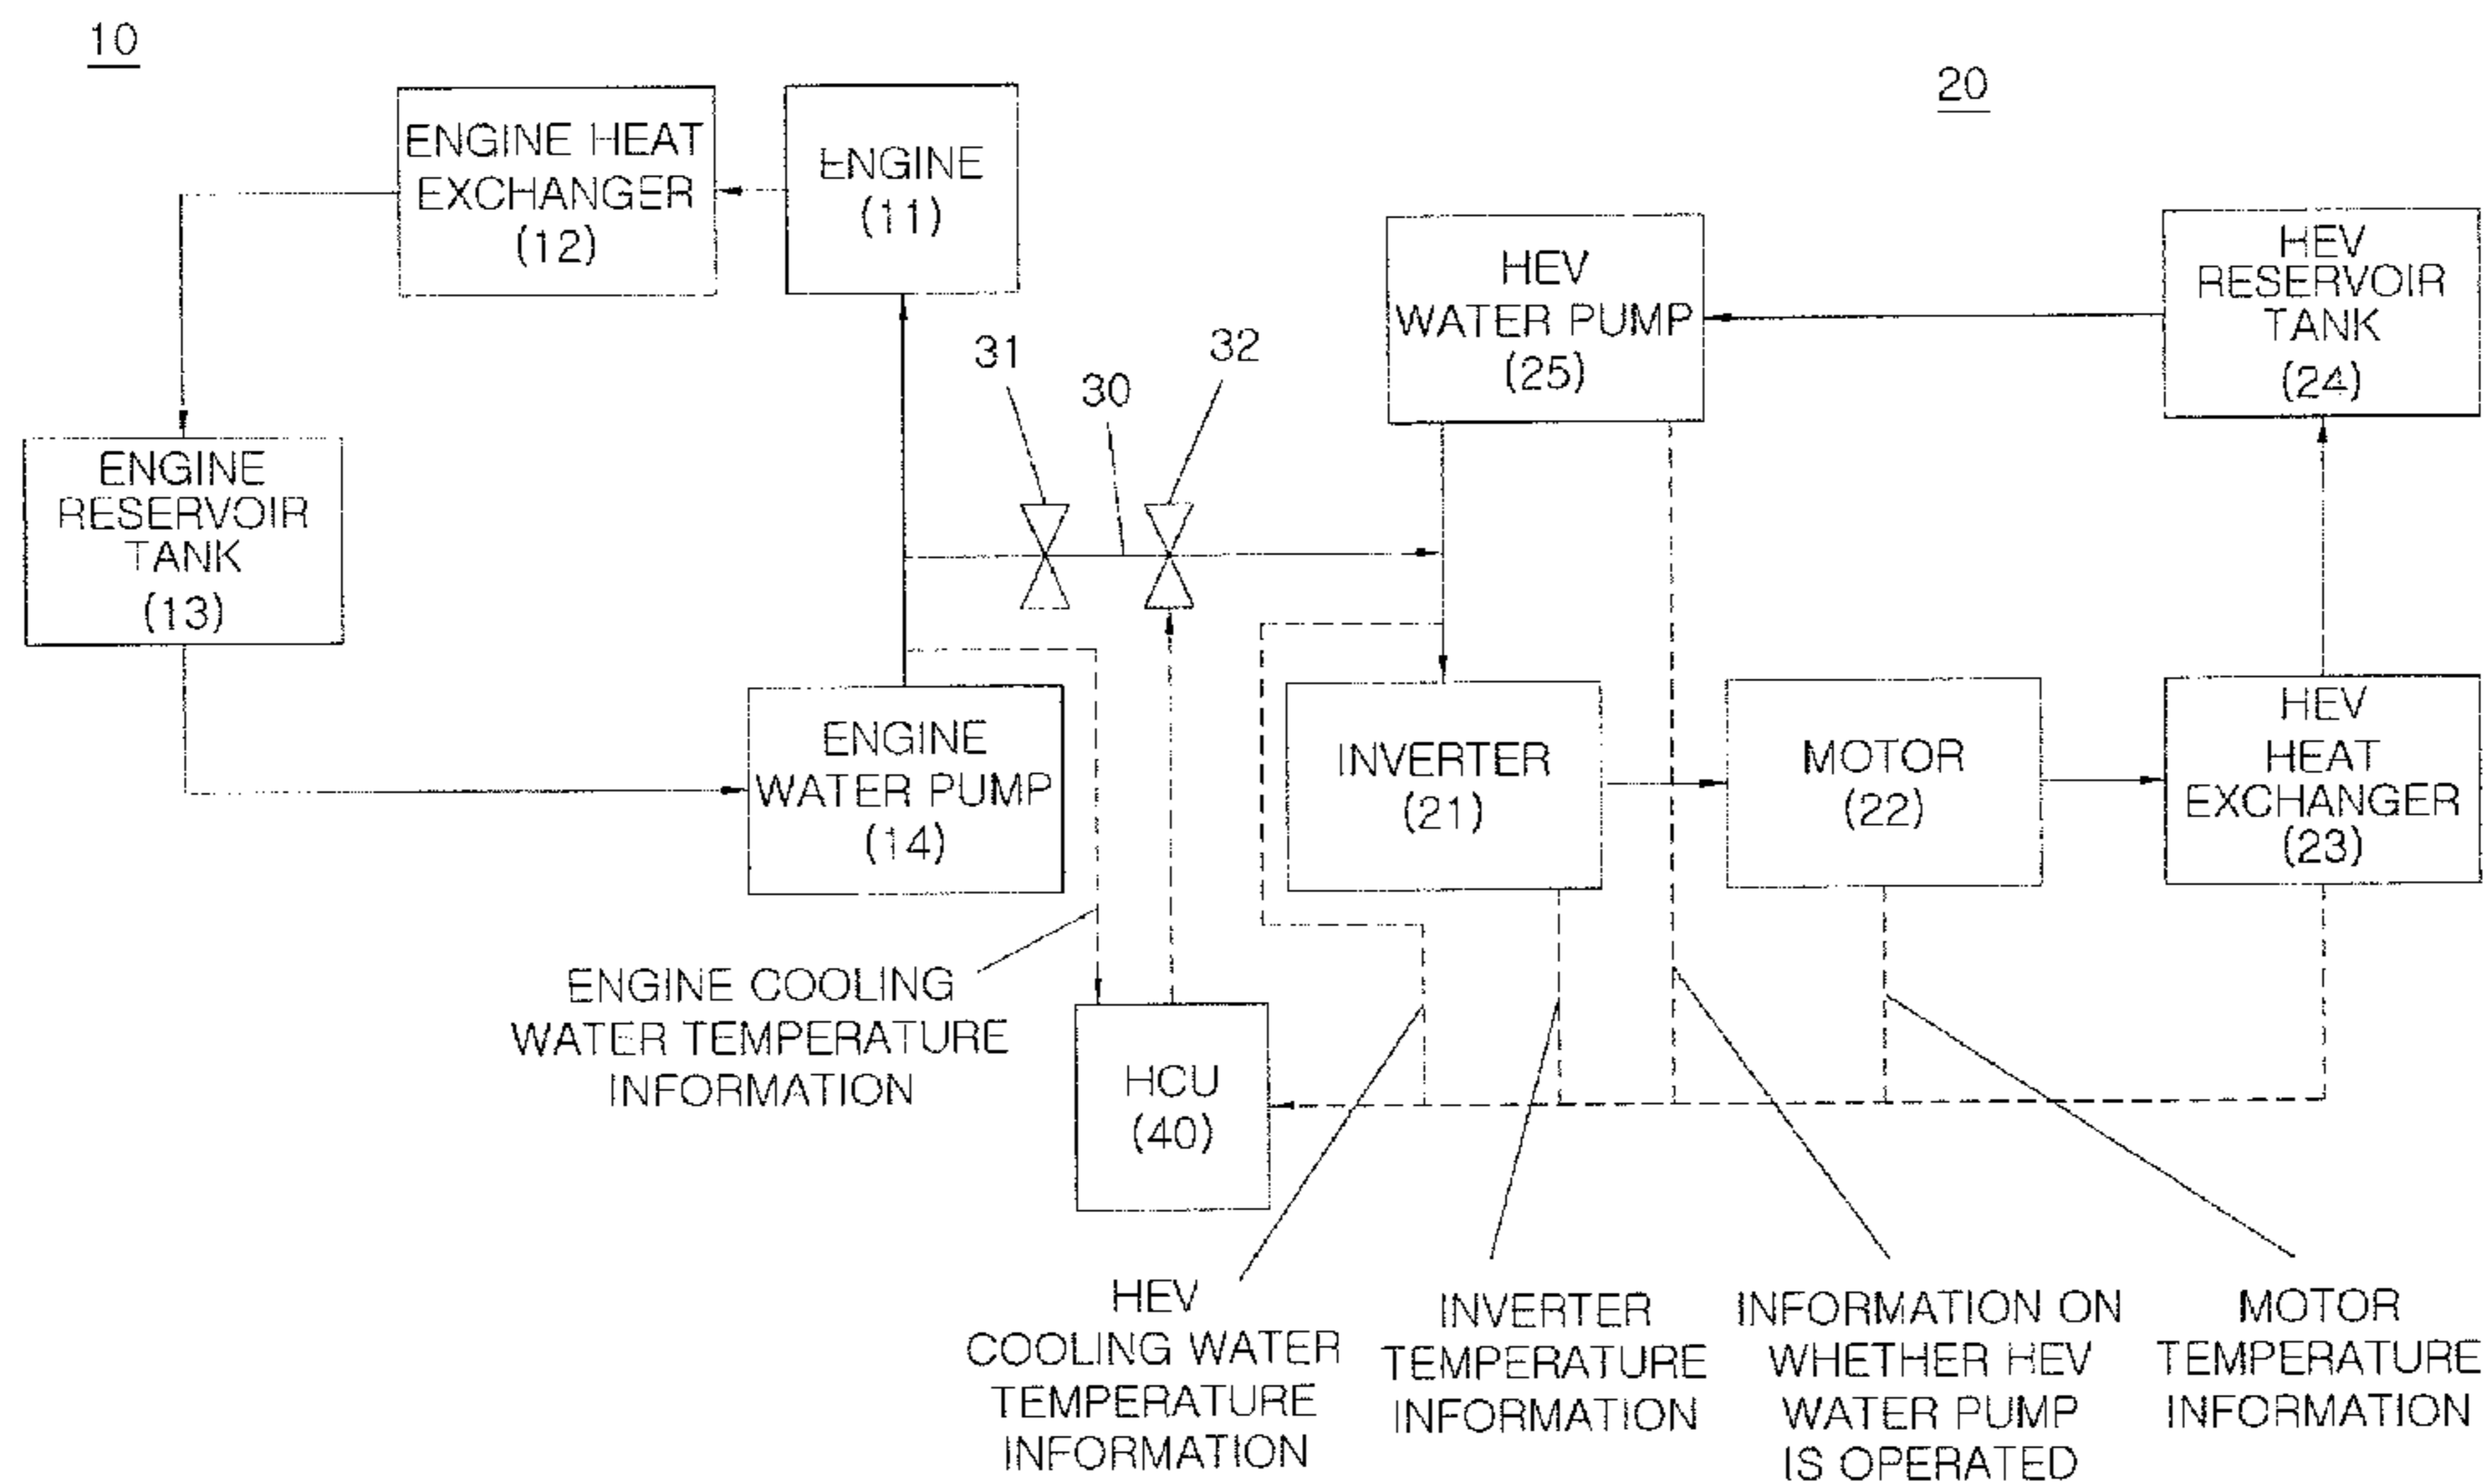 10
20
ENGINE HEAT
EXCHANGER
(12)
ENGINE
(11)
HEV
WATER PUMP
(25)
HEV
RESERVOIR
TANK
(24)
31
30
32
ENGINE
RESERVOIR
TANK
(13)
ENGINE
WATER PUMP
(14)
INVERTER
(21)
MOTOR
(22)
HEV
HEAT
EXCHANGER
(23)
ENGINE COOLING
WATER TEMPERATURE
INFORMATION
HCU
(40)
HEV
COOLING WATER
TEMPERATURE
INFORMATION
INVERTER
TEMPERATURE
INFORMATION
INFORMATION ON
WHETHER HEV
WATER PUMP
IS OPERATED
MOTOR
TEMPERATURE
INFORMATION